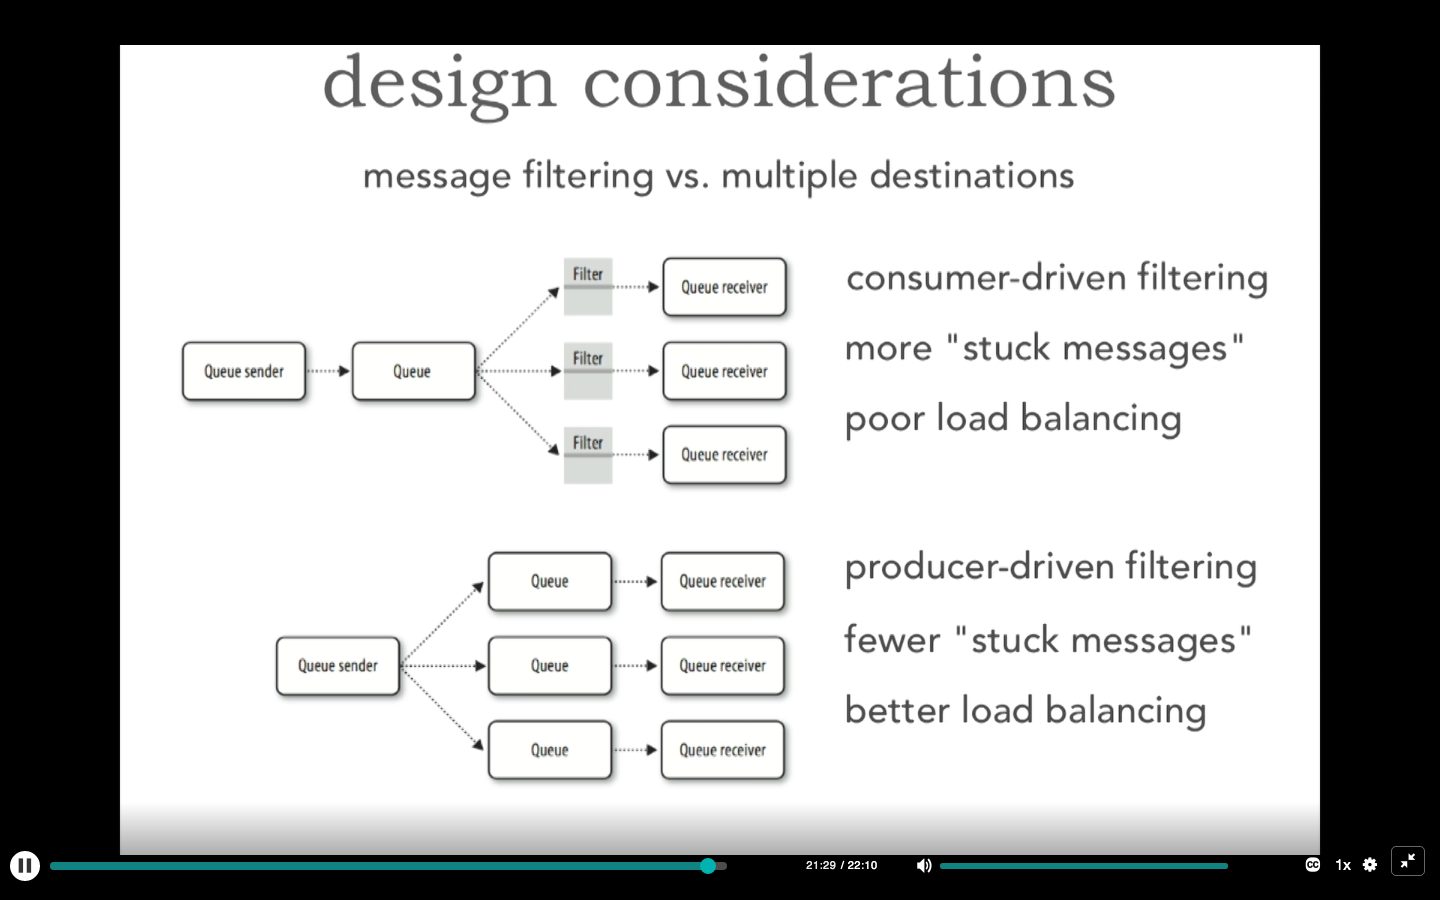 design considerations
message filtering vs. multiple destinations
Filter
Queue receiver
consumer-driven filtering
Queue sender
Queue
Filter
Queue receiver
more "stuck messages"
Filter
Queue receiver
poor load balancing
Queue
Queue receiver
producer-driven filtering
Queue sender
Queue
Queue receiver
fewer "stuck messages"
Queue
Queue receiver
better load balancing
21:29 / 22:10
CC
1x